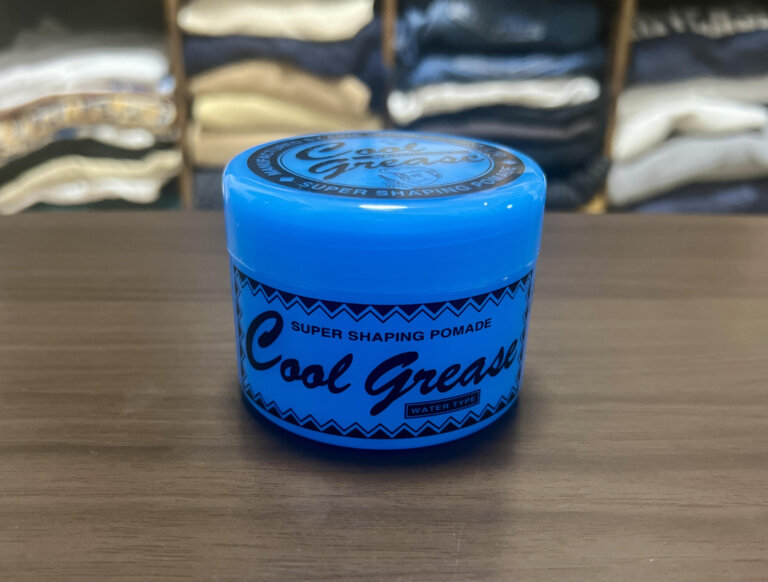 Cool
Grease
SUPER SHAPING POMADE
SUPER SHAPING POMADE
Cool Grease
WATER TYPE